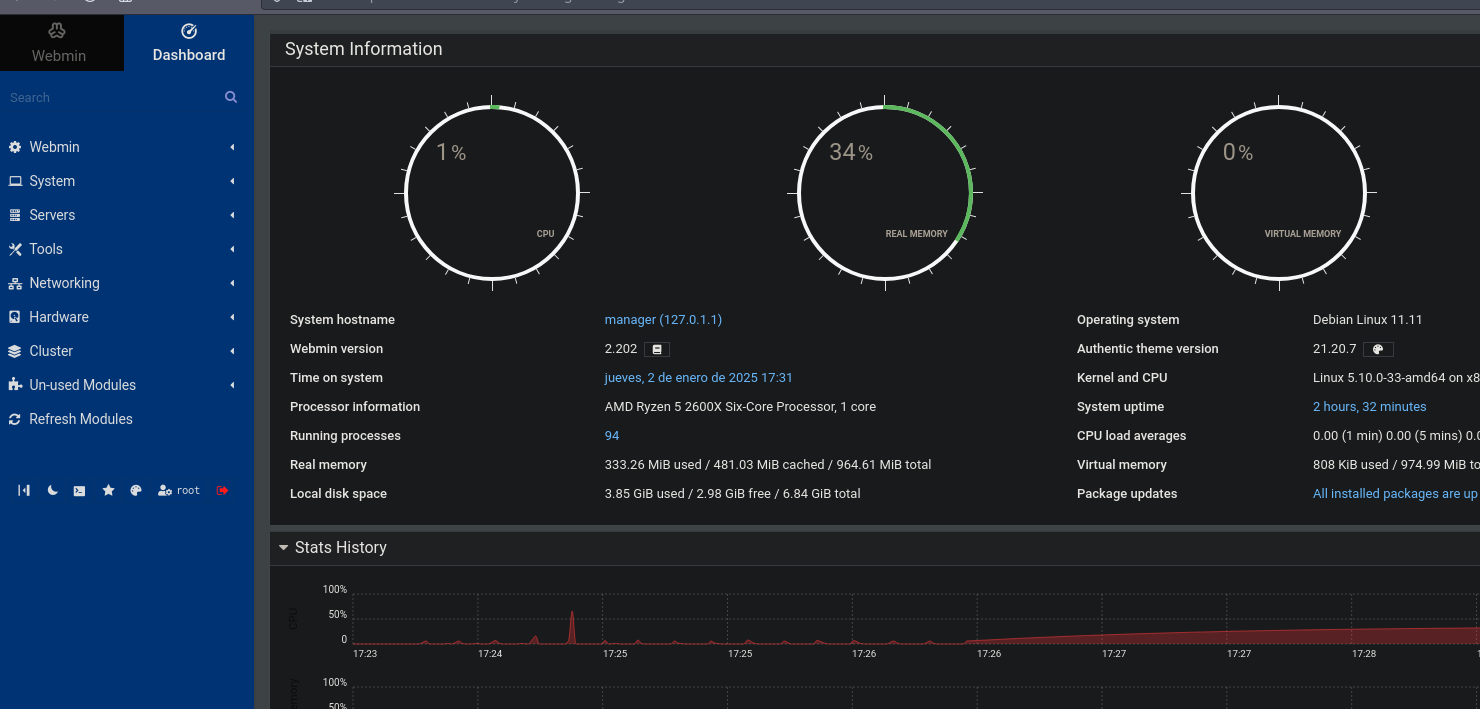 Webmin
Dashboard
Search
Webmin
System
Servers
Tools
Networking
Hardware
Cluster
Un-used Modules
Refresh Modules
root
System Information
1%
CPU
34%
REAL MEMORY
0%
VIRTUAL MEMORY
System hostname manager (127.0.1.1) Operating system Debian Linux 11.11
Webmin version 2.202 Authentic theme version 21.20.7
Time on system jueves, 2 de enero de 2025 17:31 Kernel and CPU Linux 5.10.0-33-amd64 on x8
Processor information AMD Ryzen 5 2600X Six-Core Processor, 1 core System uptime 2 hours, 32 minutes
Running processes 94 CPU load averages 0.00 (1 min) 0.00 (5 mins) 0.0
Real memory 333.26 MiB used / 481.03 MiB cached / 964.61 MiB total Virtual memory 808 KiB used / 974.99 MiB to
Local disk space 3.85 GiB used / 2.98 GiB free / 6.84 GiB total Package updates All installed packages are up
Stats History
CPU
100%
50%
0
17:23 17:24 17:25 17:25 17:26 17:26 17:27 17:27 17:28
100%
50%